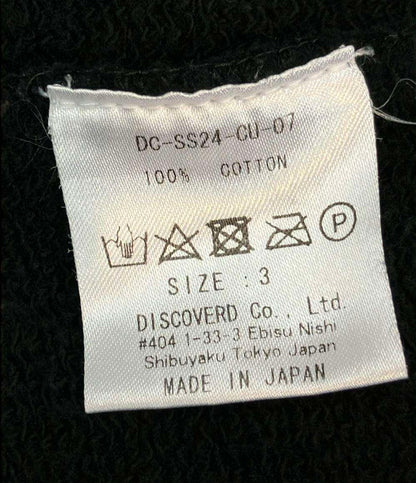 DC-SS24-CU-07
100% COTTON
P
SIZE : 3
DISCOVERD Co., Ltd.
#404 1-33-3 Ebisu Nishi
Shibuyaku Tokyo Japan
MADE IN JAPAN